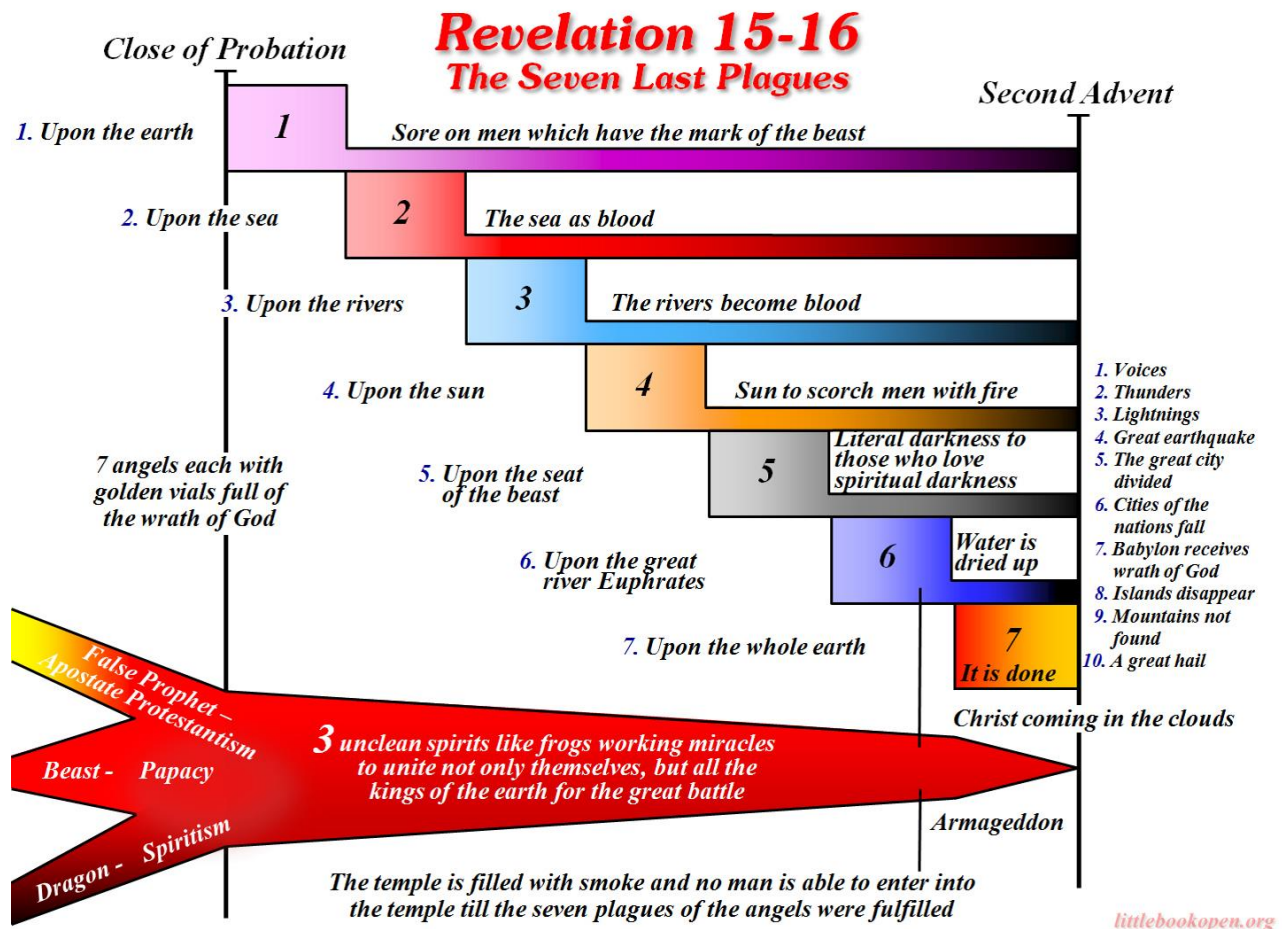 Revelation 15-16
The Seven Last Plagues
Close of Probation
Second Advent
1. Upon the earth
1
Sore on men which have the mark of the beast
2. Upon the sea
2
The sea as blood
3. Upon the rivers
3
The rivers become blood
4. Upon the sun
4
Sun to scorch men with fire
5. Upon the seat
of the beast
5
Literal darkness to
those who love
spiritual darkness
7 angels each with
golden vials full of
the wrath of God
6. Upon the great
river Euphrates
6
Water is
dried up
7. Upon the whole earth
7
It is done
1. Voices
2. Thunders
3. Lightnings
4. Great earthquake
5. The great city
divided
6. Cities of the
nations fall
7. Babylon receives
wrath of God
8. Islands disappear
9. Mountains not
found
10. A great hail
Christ coming in the clouds
False Prophet –
Apostate Protestantism
Beast - Papacy
Dragon - Spiritism
3 unclean spirits like frogs working miracles
to unite not only themselves, but all the
kings of the earth for the great battle
Armageddon
The temple is filled with smoke and no man is able to enter into
the temple till the seven plagues of the angels were fulfilled
littlebookopen.org